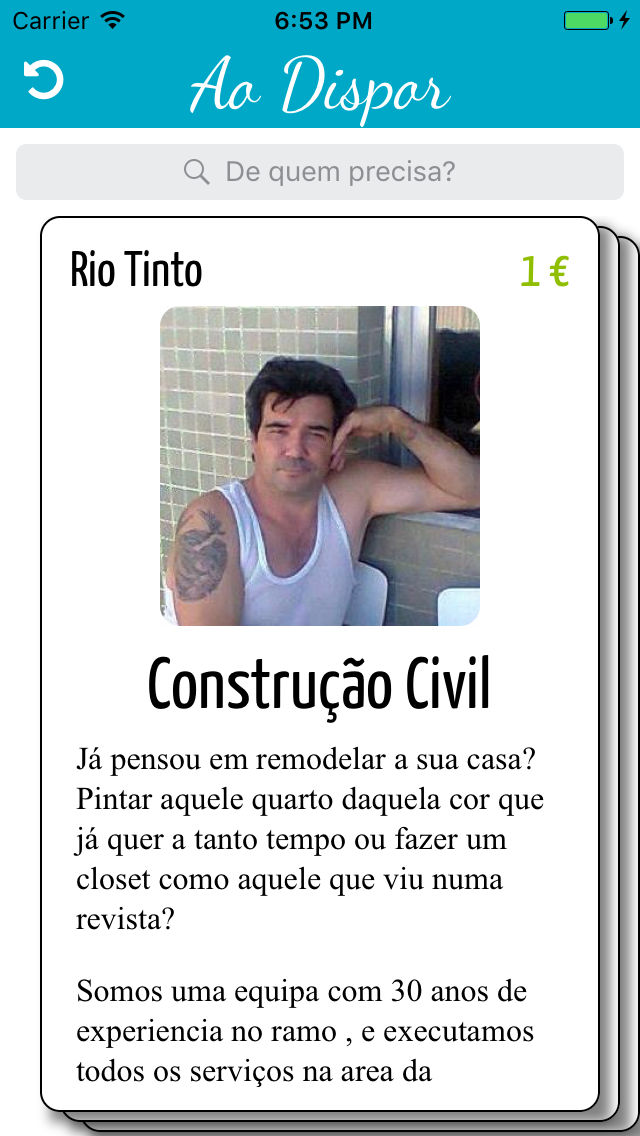 Carrier 6:53 PM
Ao Dispor
De quem precisa?
Rio Tinto 1 €
Construção Civil
Já pensou em remodelar a sua casa?
Pintar aquele quarto daquela cor que
já quer a tanto tempo ou fazer um
closet como aquele que viu numa
revista?
Somos uma equipa com 30 anos de
experiencia no ramo , e executamos
todos os serviços na area da